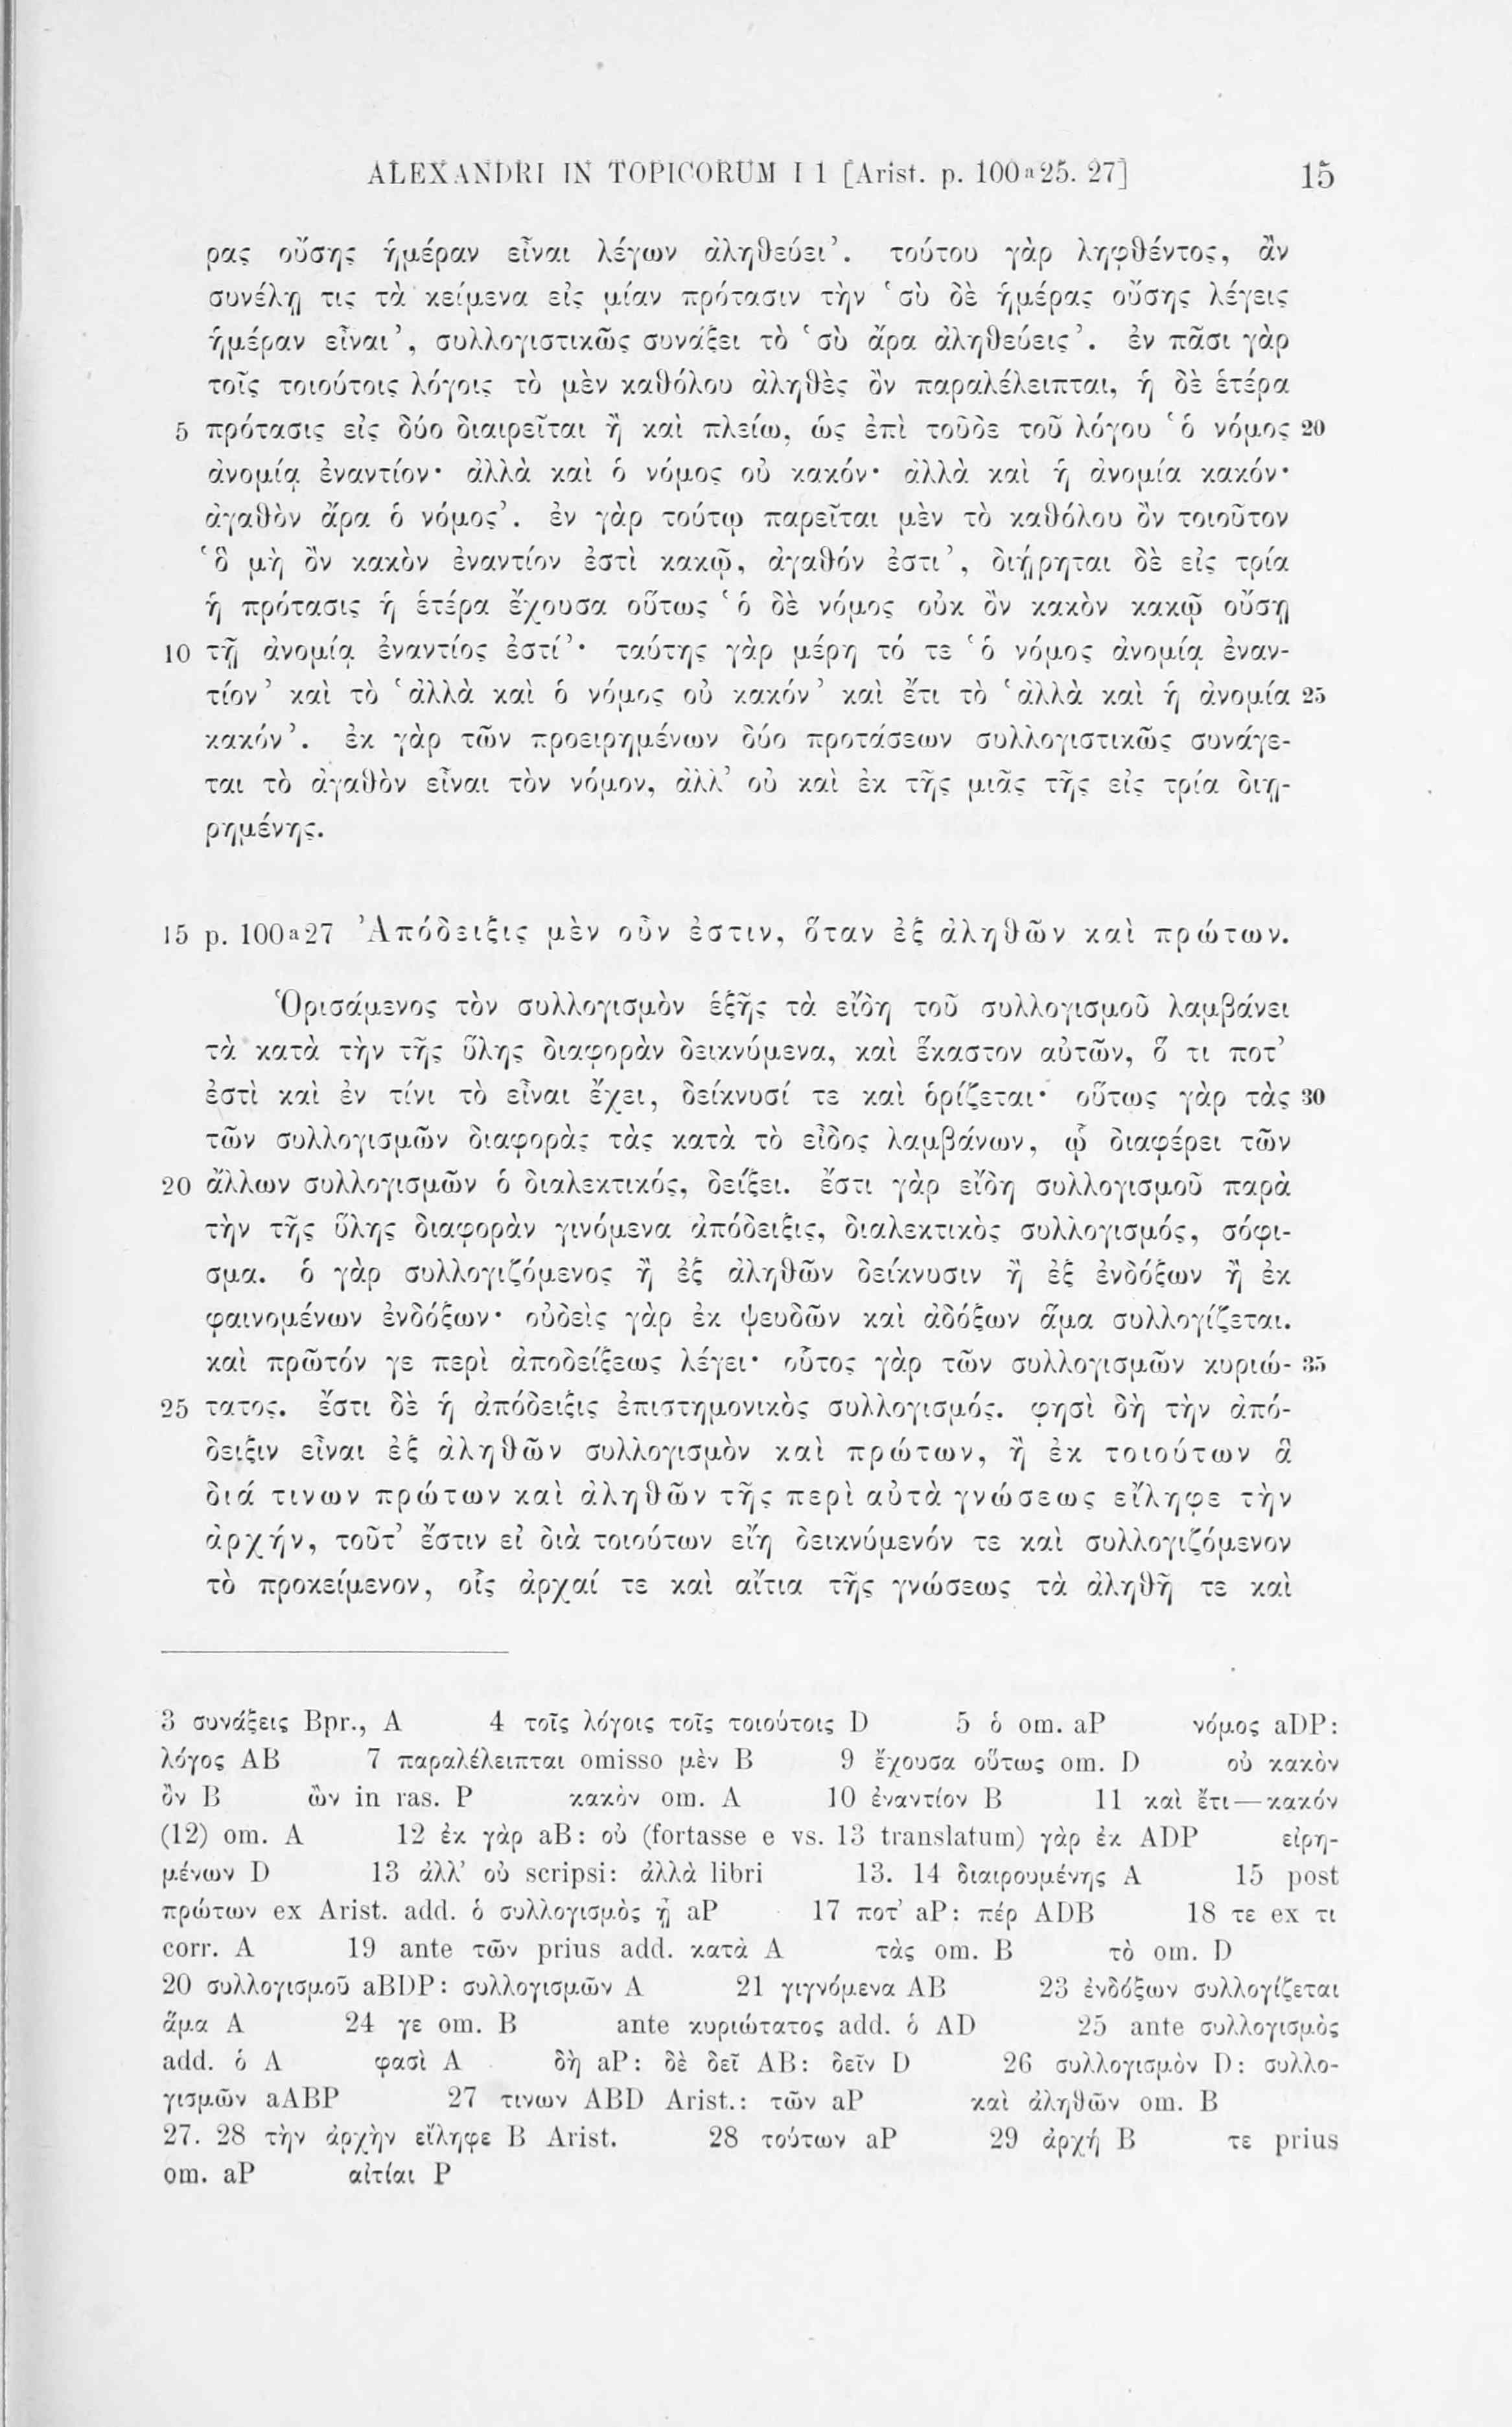 ALEXANDRI IN TOPICORUM I 1 [Arist. p. 100a25. 27] 15
ρας οὔσης ἡμέραν εἶναι λέγων ἀληθεύει’. τούτου γὰρ ληφθέντος, ἂν
συνέλῃ τις τὰ κείμενα εἰς μίαν πρότασιν τὴν ‘σὺ δὲ ἡμέρας οὔσης λέγεις
ἡμέραν εἶναι’, συλλογιστικῶς συνάξει τὸ ‘σὺ ἄρα ἀληθεύεις’. ἐν πᾶσι γὰρ
τοῖς τοιούτοις λόγοις τὸ μὲν καθόλου ἀληθὲς ὂν παραλέλειπται, ἡ δὲ ἑτέρα
5 πρότασις εἰς δύο διαιρεῖται ἢ καὶ πλείω, ὡς ἐπὶ τοῦδε τοῦ λόγου ‘ὁ νόμος 20
ἀνομίᾳ ἐναντίον· ἀλλὰ καὶ ὁ νόμος οὐ κακόν· ἀλλὰ καὶ ἡ ἀνομία κακόν·
ἀγαθὸν ἄρα ὁ νόμος’. ἐν γὰρ τούτῳ παρεῖται μὲν τὸ καθόλου ὂν τοιοῦτον
‘ὃ μὴ ὂν κακὸν ἐναντίον ἐστὶ κακῷ, ἀγαθόν ἐστι’, διῄρηται δὲ εἰς τρία
ἡ πρότασις ἡ ἑτέρα ἔχουσα οὕτως ‘ὁ δὲ νόμος οὐκ ὂν κακὸν κακῷ οὔσῃ
10 τῇ ἀνομίᾳ ἐναντίος ἐστί’· ταύτης γὰρ μέρη τό τε ‘ὁ νόμος ἀνομίᾳ ἐναν-
τίον’ καὶ τὸ ‘ἀλλὰ καὶ ὁ νόμος οὐ κακόν’ καὶ ἔτι τὸ ‘ἀλλὰ καὶ ἡ ἀνομία 25
κακόν’. ἐκ γὰρ τῶν προειρημένων δύο προτάσεων συλλογιστικῶς συνάγε-
ται τὸ ἀγαθὸν εἶναι τὸν νόμον, ἀλλ’ οὐ καὶ ἐκ τῆς μιᾶς τῆς εἰς τρία διῃ-
ρημένης.
15 p. 100a27 Ἀπόδειξις μὲν οὖν ἐστιν, ὅταν ἐξ ἀληθῶν καὶ πρώτων.
Ὁρισάμενος τὸν συλλογισμὸν ἑξῆς τὰ εἴδη τοῦ συλλογισμοῦ λαμβάνει
τὰ κατὰ τὴν τῆς ὕλης διαφορὰν δεικνύμενα, καὶ ἕκαστον αὐτῶν, ὅ τι ποτ’
ἐστὶ καὶ ἐν τίνι τὸ εἶναι ἔχει, δείκνυσί τε καὶ ὁρίζεται· οὕτως γὰρ τὰς 30
τῶν συλλογισμῶν διαφορὰς τὰς κατὰ τὸ εἶδος λαμβάνων, ᾧ διαφέρει τῶν
20 ἄλλων συλλογισμῶν ὁ διαλεκτικός, δείξει. ἔστι γὰρ εἴδη συλλογισμοῦ παρὰ
τὴν τῆς ὕλης διαφορὰν γινόμενα ἀπόδειξις, διαλεκτικὸς συλλογισμός, σόφι-
σμα. ὁ γὰρ συλλογιζόμενος ἢ ἐξ ἀληθῶν δείκνυσιν ἢ ἐξ ἐνδόξων ἢ ἐκ
φαινομένων ἐνδόξων· οὐδεὶς γὰρ ἐκ ψευδῶν καὶ ἀδόξων ἅμα συλλογίζεται.
καὶ πρῶτόν γε περὶ ἀποδείξεως λέγει· οὗτος γὰρ τῶν συλλογισμῶν κυριώ- 35
25 τατος. ἔστι δὲ ἡ ἀπόδειξις ἐπιστημονικὸς συλλογισμός. φησὶ δὴ τὴν ἀπό-
δειξιν εἶναι ἐξ ἀληθῶν συλλογισμὸν καὶ πρώτων, ἢ ἐκ τοιούτων ἃ
διά τινων πρώτων καὶ ἀληθῶν τῆς περὶ αὐτὰ γνώσεως εἴληφε τὴν
ἀρχήν, τοῦτ’ ἔστιν εἰ διὰ τοιούτων εἴη δεικνύμενόν τε καὶ συλλογιζόμενον
τὸ προκείμενον, οἷς ἀρχαί τε καὶ αἴτια τῆς γνώσεως τὰ ἀληθῆ τε καὶ
3 συνάξεις Bpr., A 4 τοῖς λόγοις τοῖς τοιούτοις D 5 ὁ om. aP νόμος aDP:
λόγος AB 7 παραλέλειπται omisso μὲν B 9 ἔχουσα οὕτως om. D οὐ κακὸν
ὂν B ὢν in ras. P κακὸν om. A 10 ἐναντίον B 11 καὶ ἔτι—κακόν
(12) om. A 12 ἐκ γὰρ aB: οὐ (fortasse e vs. 13 translatum) γὰρ ἐκ ADP εἰρη-
μένων D 13 ἀλλ’ οὐ scripsi: ἀλλὰ libri 13. 14 διαιρουμένης A 15 post
πρώτων ex Arist. add. ὁ συλλογισμὸς ᾖ aP 17 ποτ’ aP: πέρ ADB 18 τε ex τι
corr. A 19 ante τῶν prius add. κατὰ A τὰς om. B τὸ om. D
20 συλλογισμοῦ aBDP: συλλογισμῶν A 21 γιγνόμενα AB 23 ἐνδόξων συλλογίζεται
ἅμα A 24 γε om. B ante κυριώτατος add. ὁ AD 25 ante συλλογισμὸς
add. ὁ A φασὶ A δὴ aP: δὲ δεῖ AB: δεῖν D 26 συλλογισμὸν D: συλλο-
γισμῶν aABP 27 τινων ABD Arist.: τῶν aP καὶ ἀληθῶν om. B
27. 28 τὴν ἀρχὴν εἴληφε B Arist. 28 τούτων aP 29 ἀρχή B τε prius
om. aP αἰτίαι P